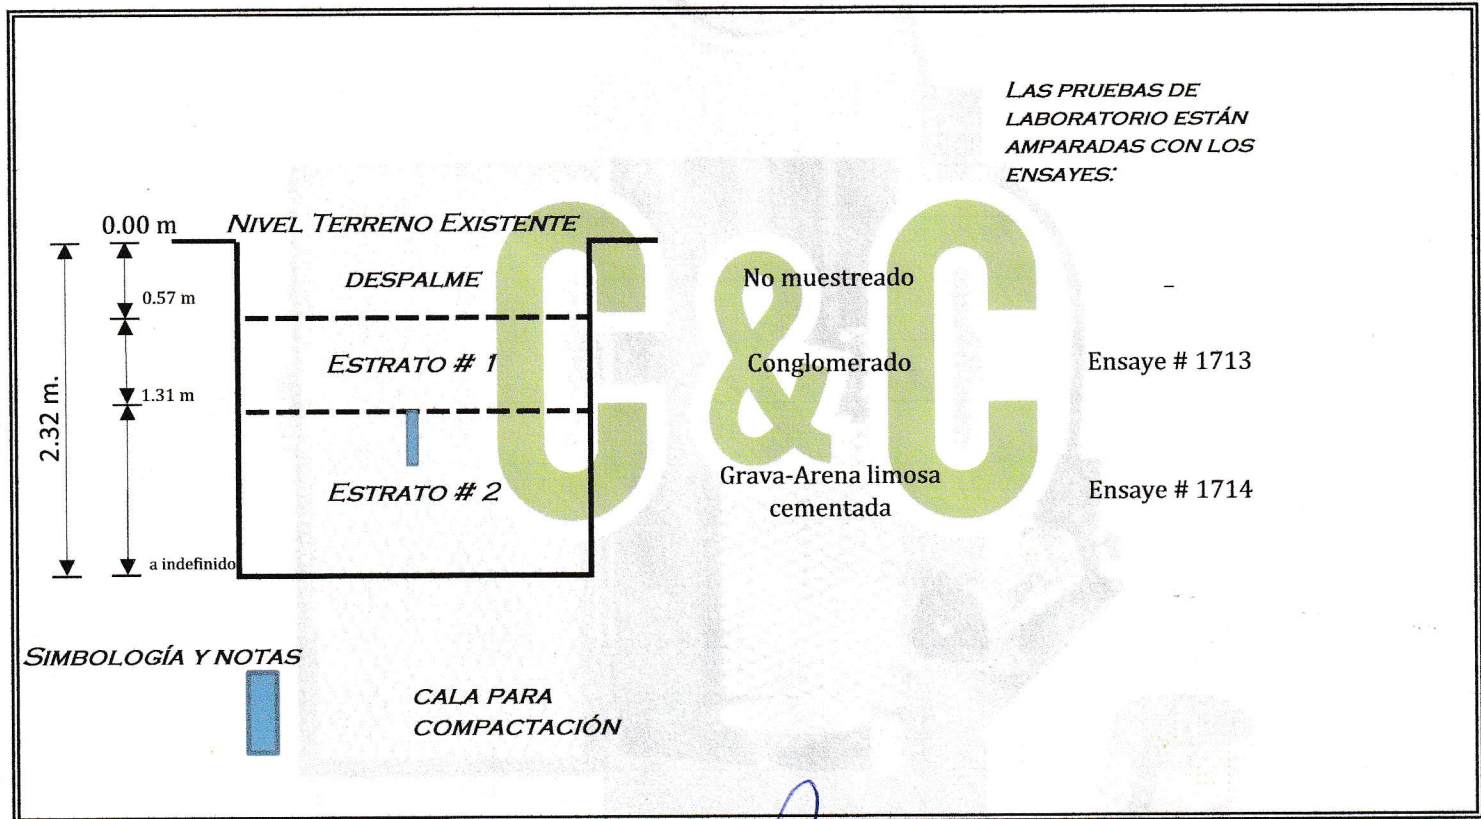 LAS PRUEBAS DE
LABORATORIO ESTÁN
AMPARADAS CON LOS
ENSAYES:
0.00 m NIVEL TERRENO EXISTENTE
DESPALME No muestreado –
0.57 m
ESTRATO # 1 Conglomerado Ensaye # 1713
1.31 m
2.32 m.
Grava-Arena limosa
cementada
ESTRATO # 2 Ensaye # 1714
a indefinido
SIMBOLOGÍA Y NOTAS
CALA PARA
COMPACTACIÓN
C & C